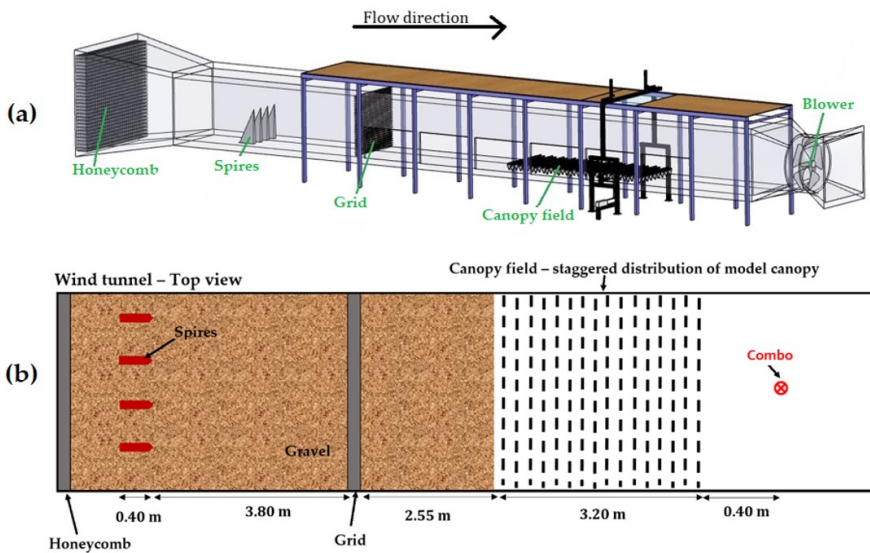 Flow direction
(a)
Honeycomb
Spires
Grid
Canopy field
Blower
Canopy field – staggered distribution of model canopy
Wind tunnel – Top view
(b)
Spires
Gravel
Combo
0.40 m
3.80 m
2.55 m
3.20 m
0.40 m
Honeycomb
Grid